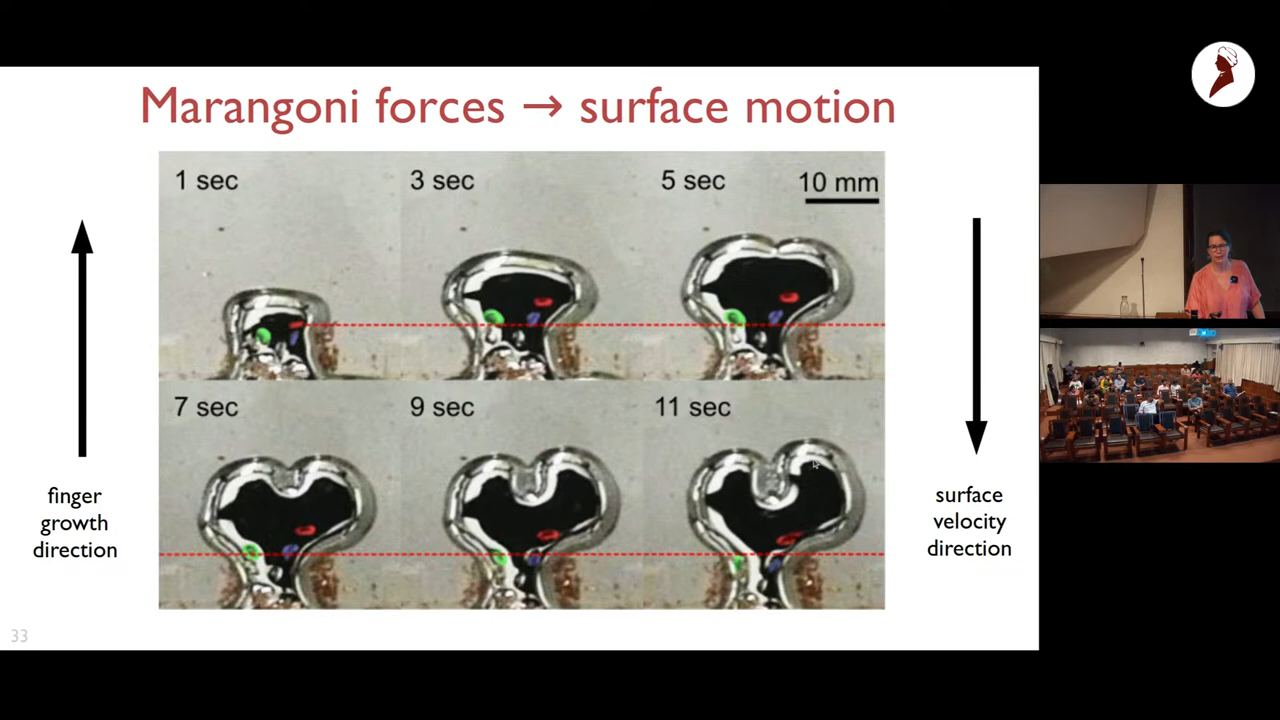 Marangoni forces → surface motion
1 sec
3 sec
5 sec
10 mm
7 sec
9 sec
11 sec
finger
growth
direction
surface
velocity
direction
33